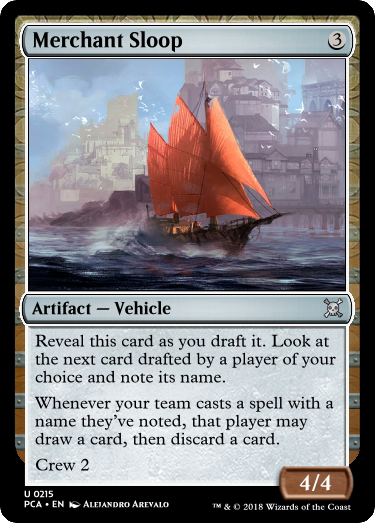 Merchant Sloop 3
Artifact — Vehicle
Reveal this card as you draft it. Look at
the next card drafted by a player of your
choice and note its name.
Whenever your team casts a spell with a
name they've noted, that player may
draw a card, then discard a card.
Crew 2
4/4
U 0215
PCA • EN Alejandro Arevalo
™ & © 2018 Wizards of the Coast